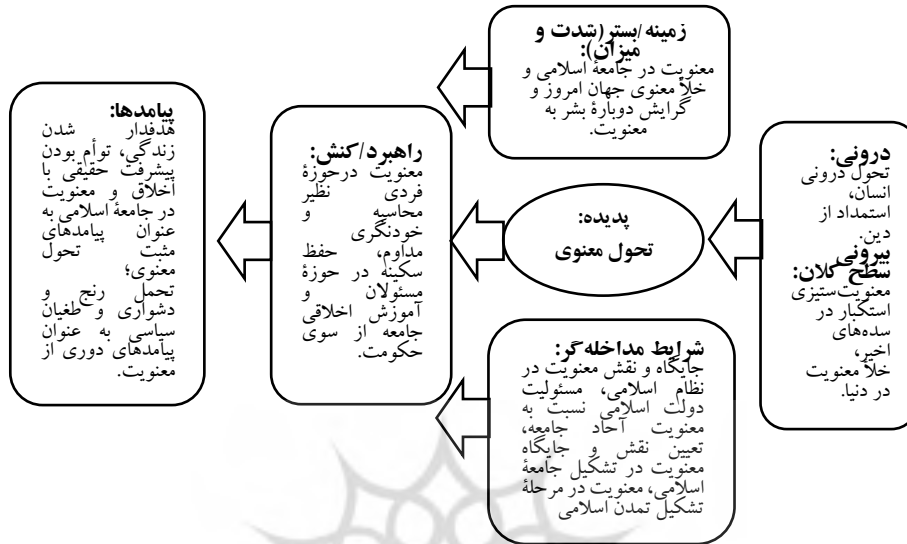 زمینه/بستر(شدت و
میزان):
معنویت در جامعهٔ اسلامی و
خلأ معنوی جهان امروز و
گرایش دوبارهٔ بشر به
معنویت.
درونی:
تحول درونی
انسان،
استمداد از
دین.
بیرونی
سطح کلان:
معنویت‌ستیزی
استکبار در
سده‌های
اخیر،
خلأ معنویت
در دنیا.
پدیده:
تحول معنوی
شرایط مداخله‌گر:
جایگاه و نقش معنویت در
نظام اسلامی، مسئولیت
دولت اسلامی نسبت به
معنویت آحاد جامعه،
تعیین نقش و جایگاه
معنویت در تشکیل جامعهٔ
اسلامی، معنویت در مرحلهٔ
تشکیل تمدن اسلامی
راهبرد/کنش:
معنویت درحوزهٔ
فردی نظیر
محاسبه و
خودنگری
مداوم، حفظ
سکینه در حوزهٔ
مسئولان و
آموزش اخلاقی
جامعه از سوی
حکومت.
پیامدها:
هدفدار شدن
زندگی، توأم بودن
پیشرفت حقیقی با
اخلاق و معنویت
در جامعهٔ اسلامی به
عنوان پیامدهای
مثبت تحول
معنوی؛
تحمل رنج و
دشواری و طغیان
سیاسی به عنوان
پیامدهای دوری از
معنویت.